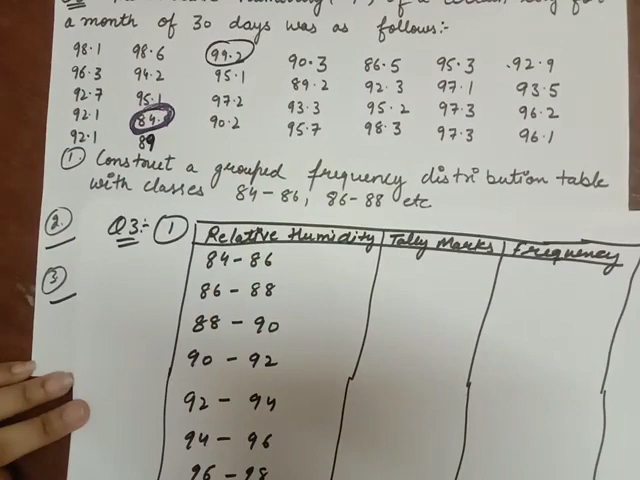 a month of 30 days was as follows:-
98.1 98.6 99.2 90.3 86.5 95.3 .92.9
96.3 94.2 95.1 89.2 92.3 97.1 93.5
92.7 95.1 97.2 93.3 95.2 97.3 96.2
92.1 84. 90.2 95.7 98.3 97.3 96.1
92.1 89
1. Construct a grouped frequency distribution table
with classes 84-86, 86-88 etc
2. Q3:- 1 Relative Humidity Tally Marks Frequency
3.
84-86
86-88
88-90
90-92
92-94
94-96
96-98